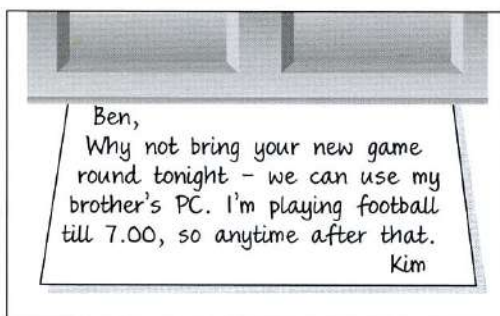 Ben,
Why not bring your new game
round tonight – we can use my
brother's PC. I'm playing football
till 7.00, so anytime after that.
Kim